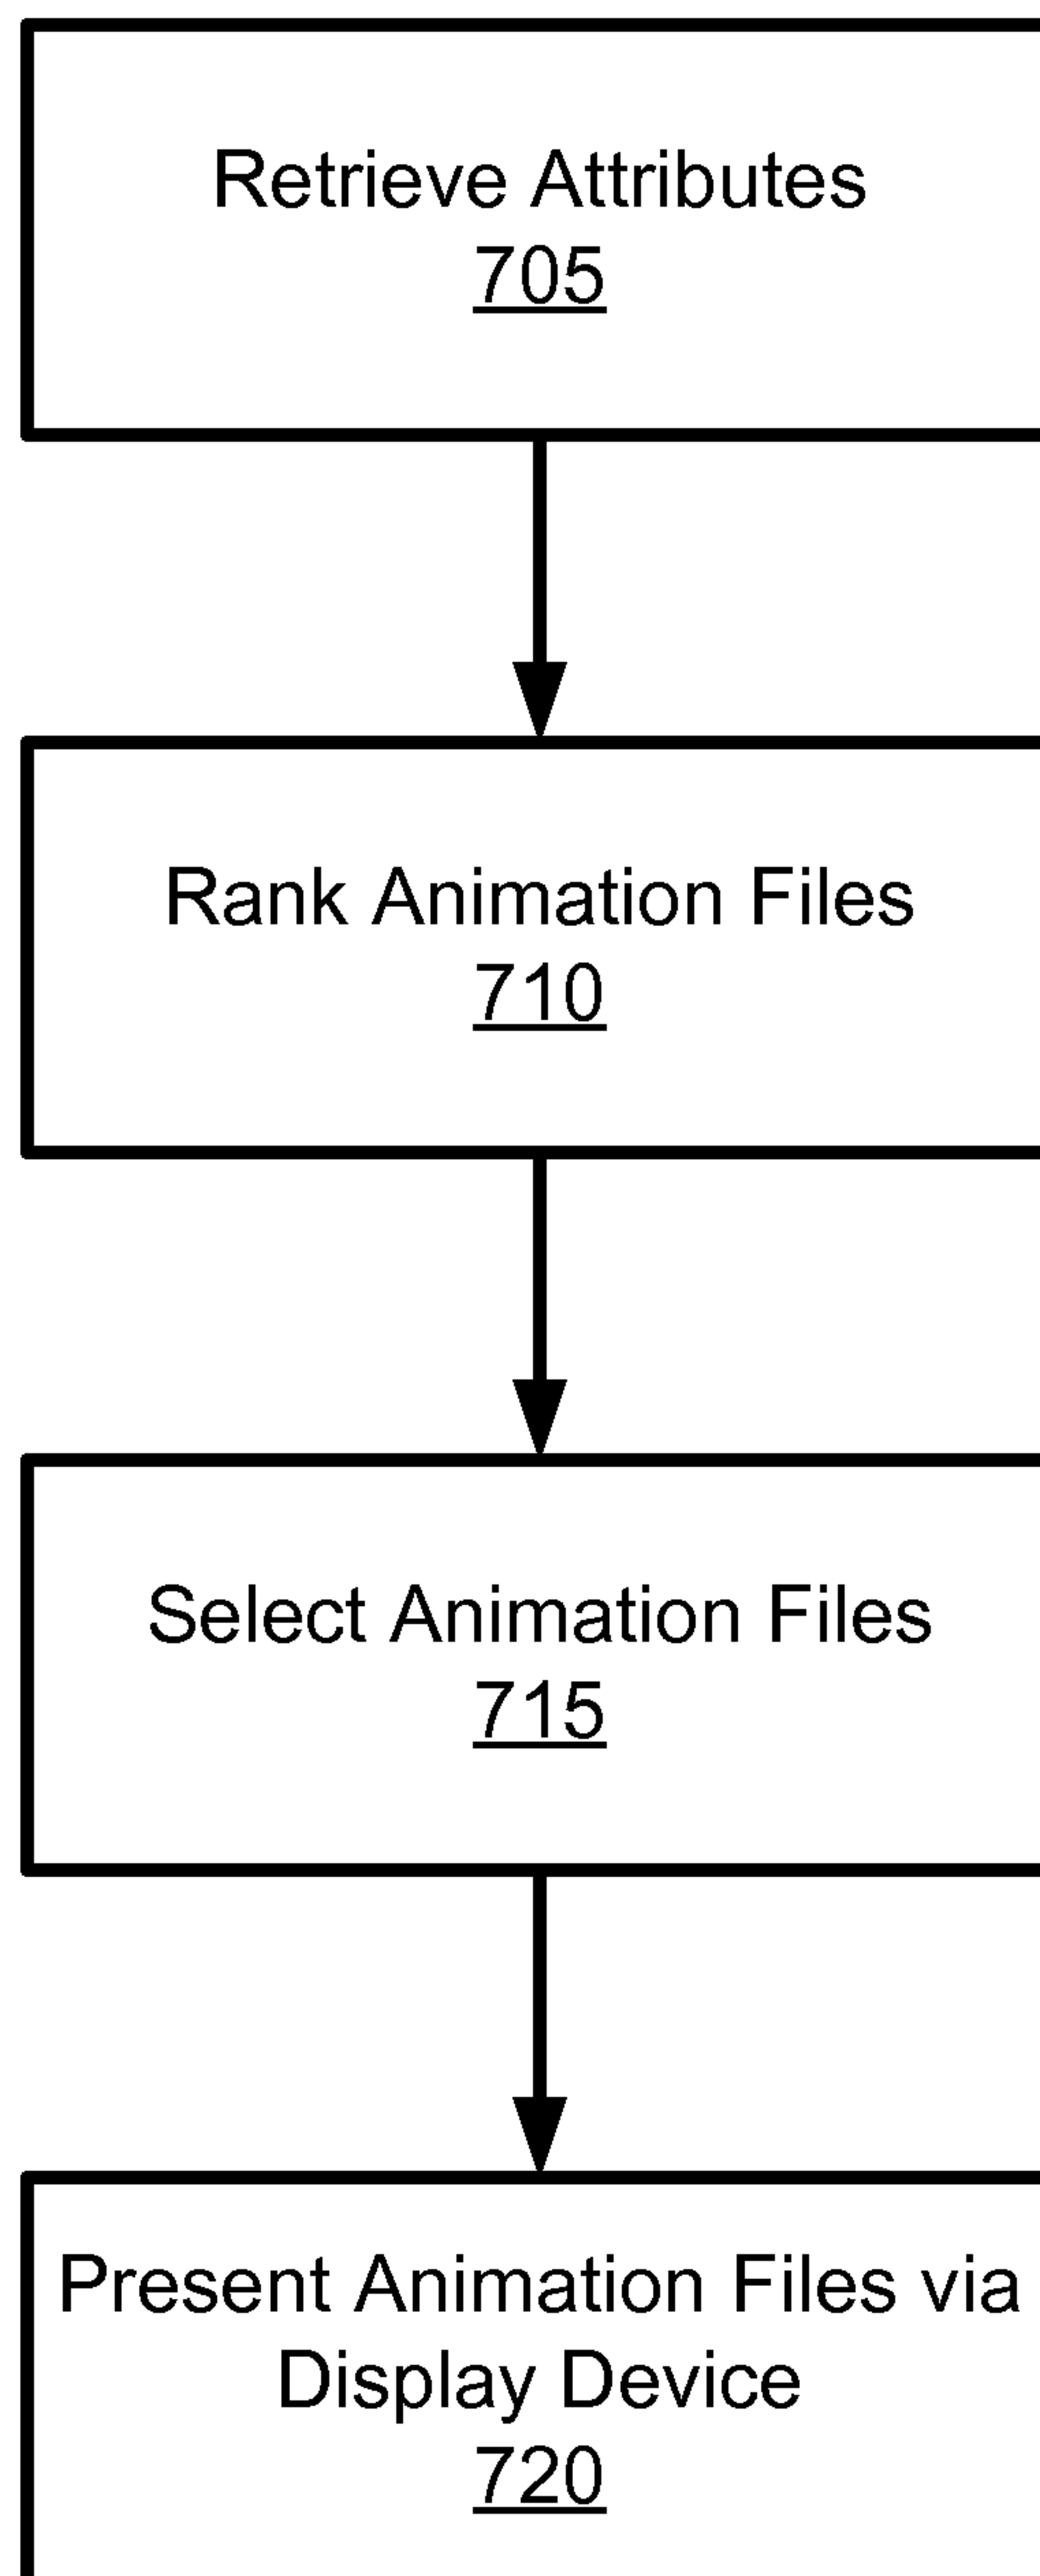 Retrieve Attributes
705
Rank Animation Files
710
Select Animation Files
715
Present Animation Files via
Display Device
720